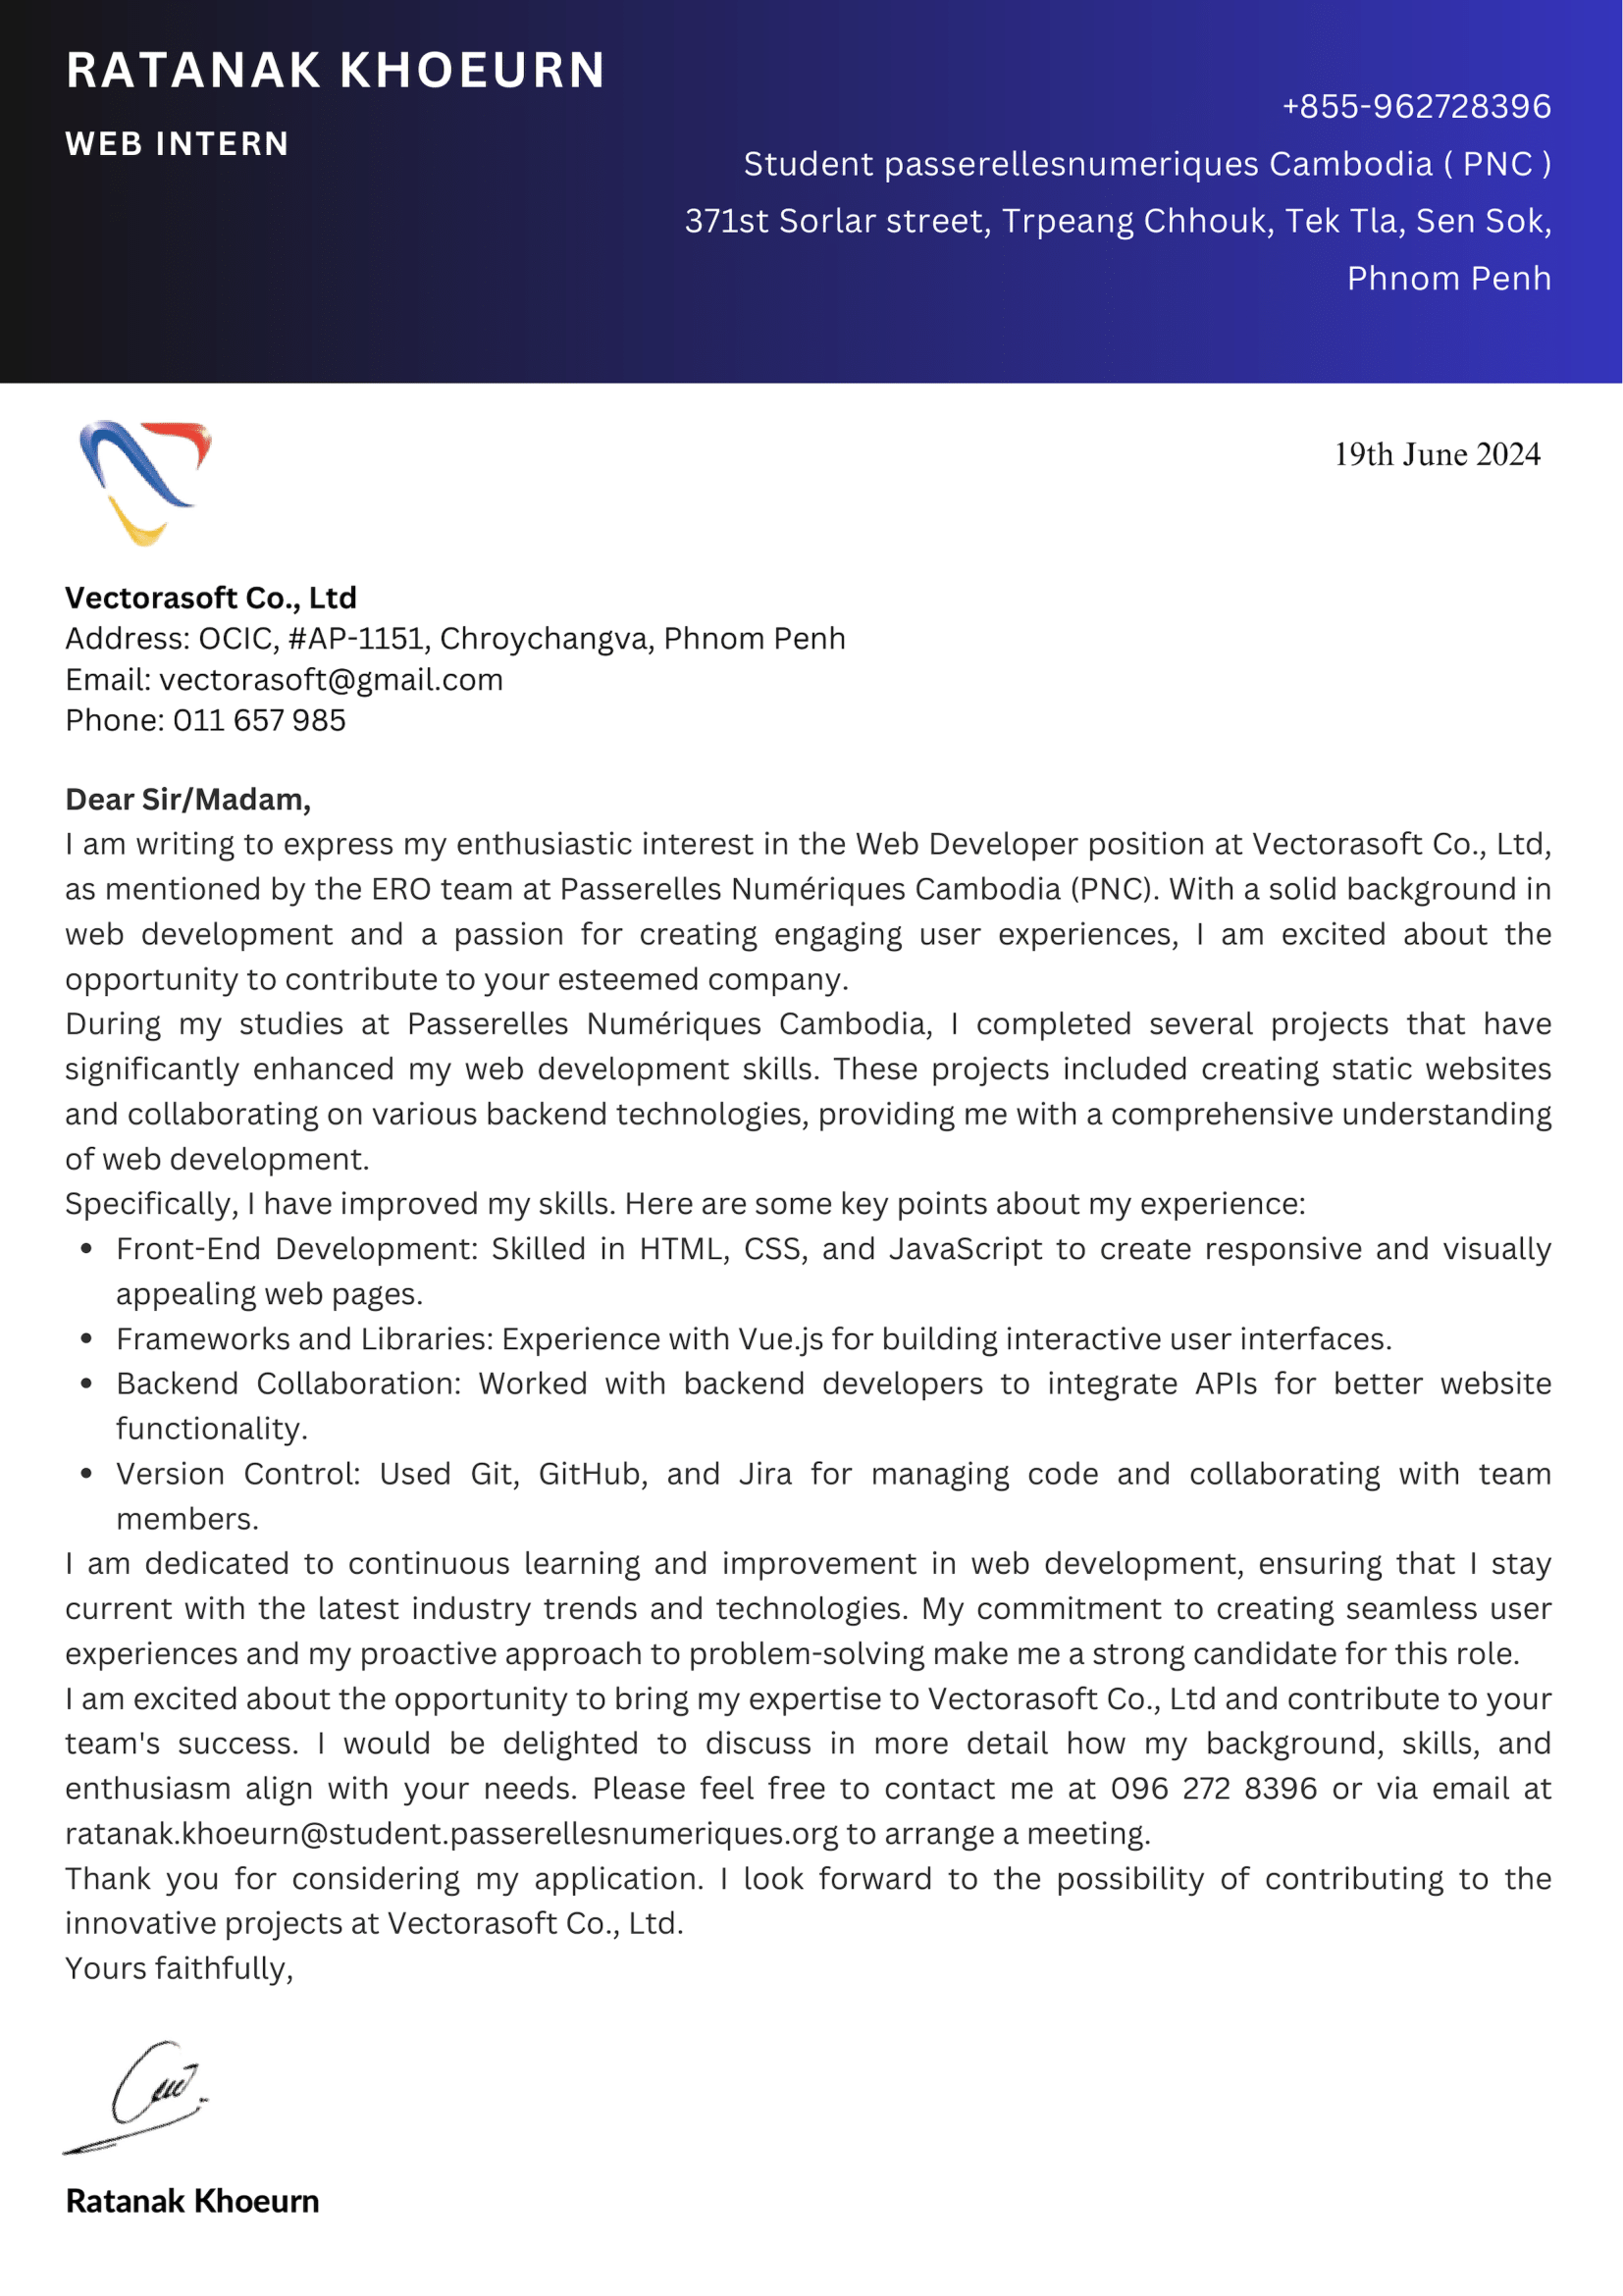 RATANAK KHOEURN
WEB INTERN
+855-962728396
Student passerellesnumeriques Cambodia ( PNC )
371st Sorlar street, Trpeang Chhouk, Tek Tla, Sen Sok,
Phnom Penh
19th June 2024
Vectorasoft Co., Ltd
Address: OCIC, #AP-1151, Chroychangva, Phnom Penh
Email: vectorasoft@gmail.com
Phone: 011 657 985
Dear Sir/Madam,
I am writing to express my enthusiastic interest in the Web Developer position at Vectorasoft Co., Ltd,
as mentioned by the ERO team at Passerelles Numériques Cambodia (PNC). With a solid background in
web development and a passion for creating engaging user experiences, I am excited about the
opportunity to contribute to your esteemed company.
During my studies at Passerelles Numériques Cambodia, I completed several projects that have
significantly enhanced my web development skills. These projects included creating static websites
and collaborating on various backend technologies, providing me with a comprehensive understanding
of web development.
Specifically, I have improved my skills. Here are some key points about my experience:
• Front-End Development: Skilled in HTML, CSS, and JavaScript to create responsive and visually
appealing web pages.
• Frameworks and Libraries: Experience with Vue.js for building interactive user interfaces.
• Backend Collaboration: Worked with backend developers to integrate APIs for better website
functionality.
• Version Control: Used Git, GitHub, and Jira for managing code and collaborating with team
members.
I am dedicated to continuous learning and improvement in web development, ensuring that I stay
current with the latest industry trends and technologies. My commitment to creating seamless user
experiences and my proactive approach to problem-solving make me a strong candidate for this role.
I am excited about the opportunity to bring my expertise to Vectorasoft Co., Ltd and contribute to your
team's success. I would be delighted to discuss in more detail how my background, skills, and
enthusiasm align with your needs. Please feel free to contact me at 096 272 8396 or via email at
ratanak.khoeurn@student.passerellesnumeriques.org to arrange a meeting.
Thank you for considering my application. I look forward to the possibility of contributing to the
innovative projects at Vectorasoft Co., Ltd.
Yours faithfully,
Ratanak Khoeurn